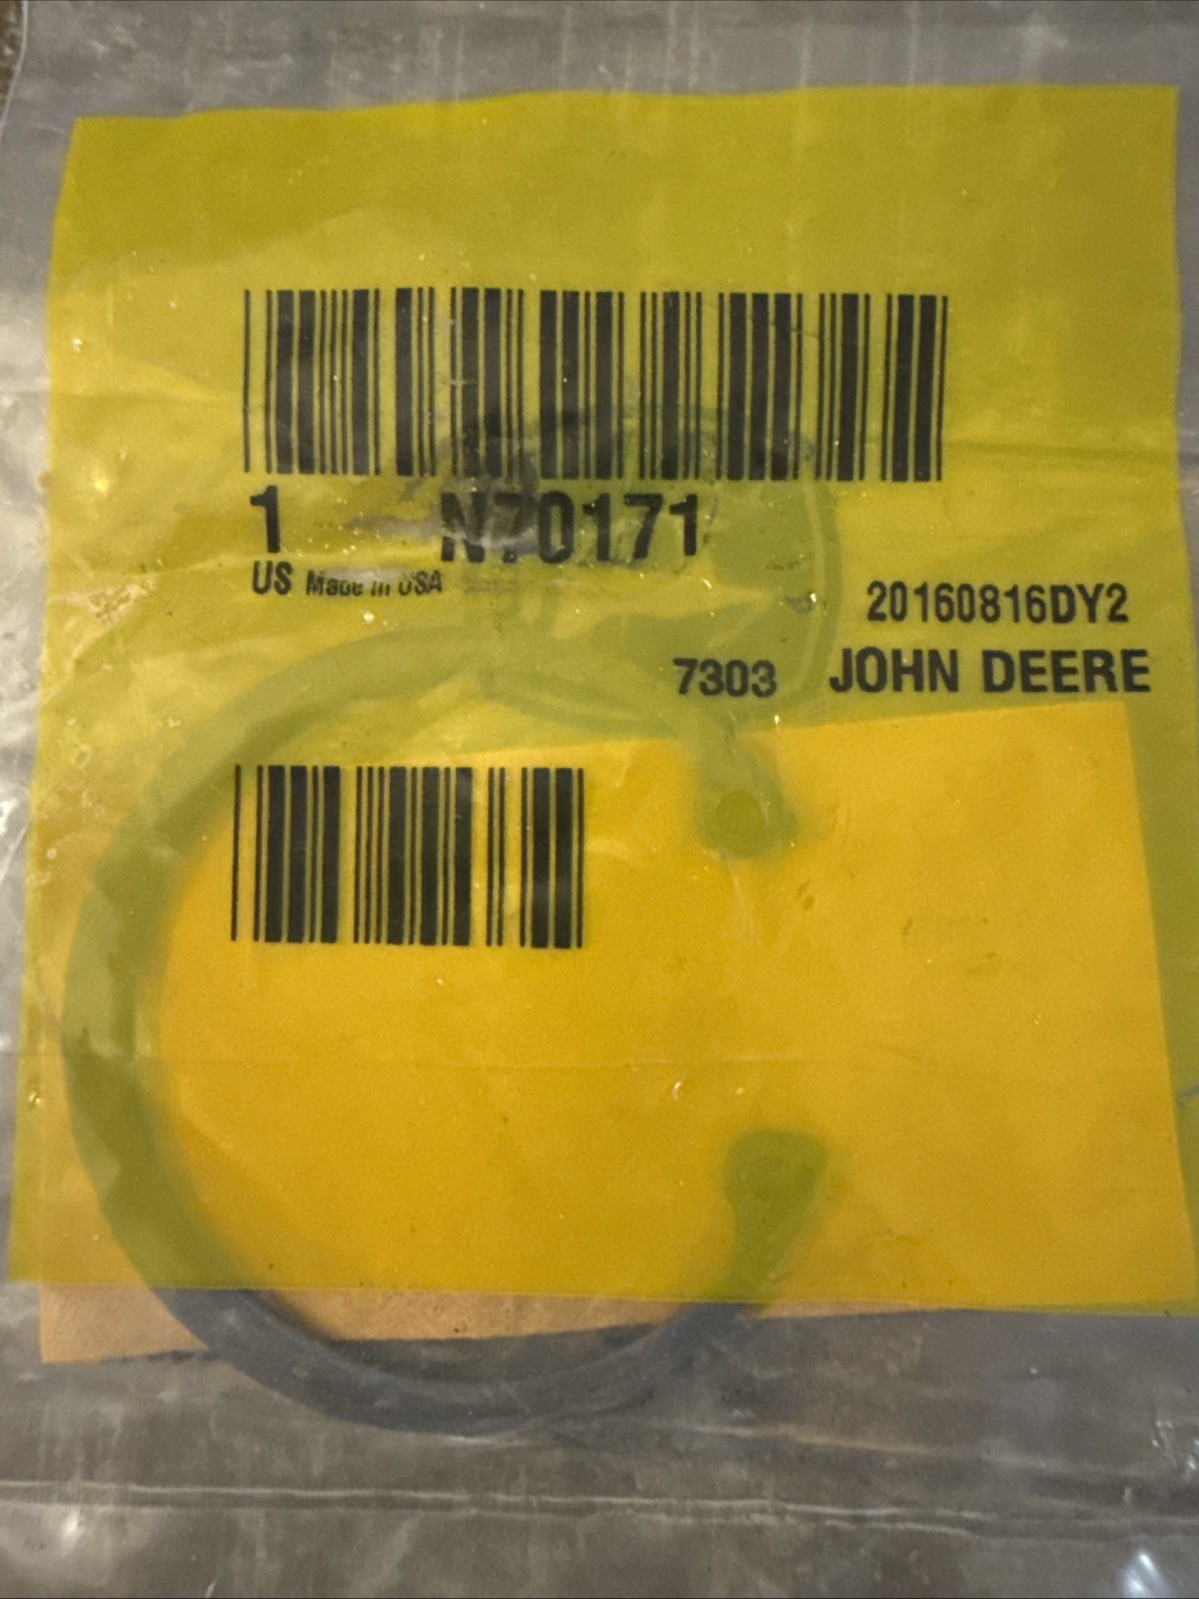 1 N70171
US Made in USA
20160816DY2
7303 JOHN DEERE